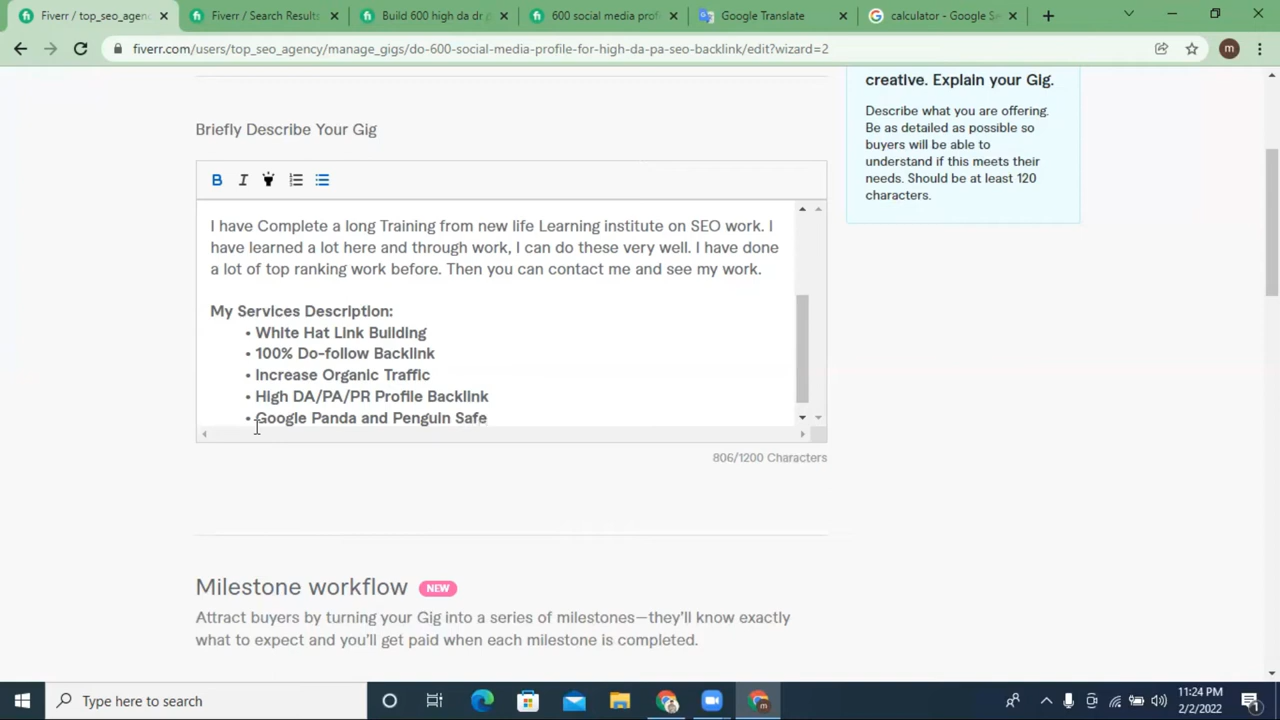 Fiverr / top_seo_agen
Fiverr / Search Results
Build 600 high da dr p
600 social media prof
Google Translate
calculator - Google Se
fiverr.com/users/top_seo_agency/manage_gigs/do-600-social-media-profile-for-high-da-pa-seo-backlink/edit?wizard=2
m
creative. Explain your Gig.
Describe what you are offering.
Be as detailed as possible so
buyers will be able to
understand if this meets their
needs. Should be at least 120
characters.
Briefly Describe Your Gig
B I
I have Complete a long Training from new life Learning institute on SEO work. I
have learned a lot here and through work, I can do these very well. I have done
a lot of top ranking work before. Then you can contact me and see my work.
My Services Description:
• White Hat Link Building
• 100% Do-follow Backlink
• Increase Organic Traffic
• High DA/PA/PR Profile Backlink
• Google Panda and Penguin Safe
806/1200 Characters
Milestone workflow NEW
Attract buyers by turning your Gig into a series of milestones—they'll know exactly
what to expect and you'll get paid when each milestone is completed.
Type here to search
11:24 PM
2/2/2022